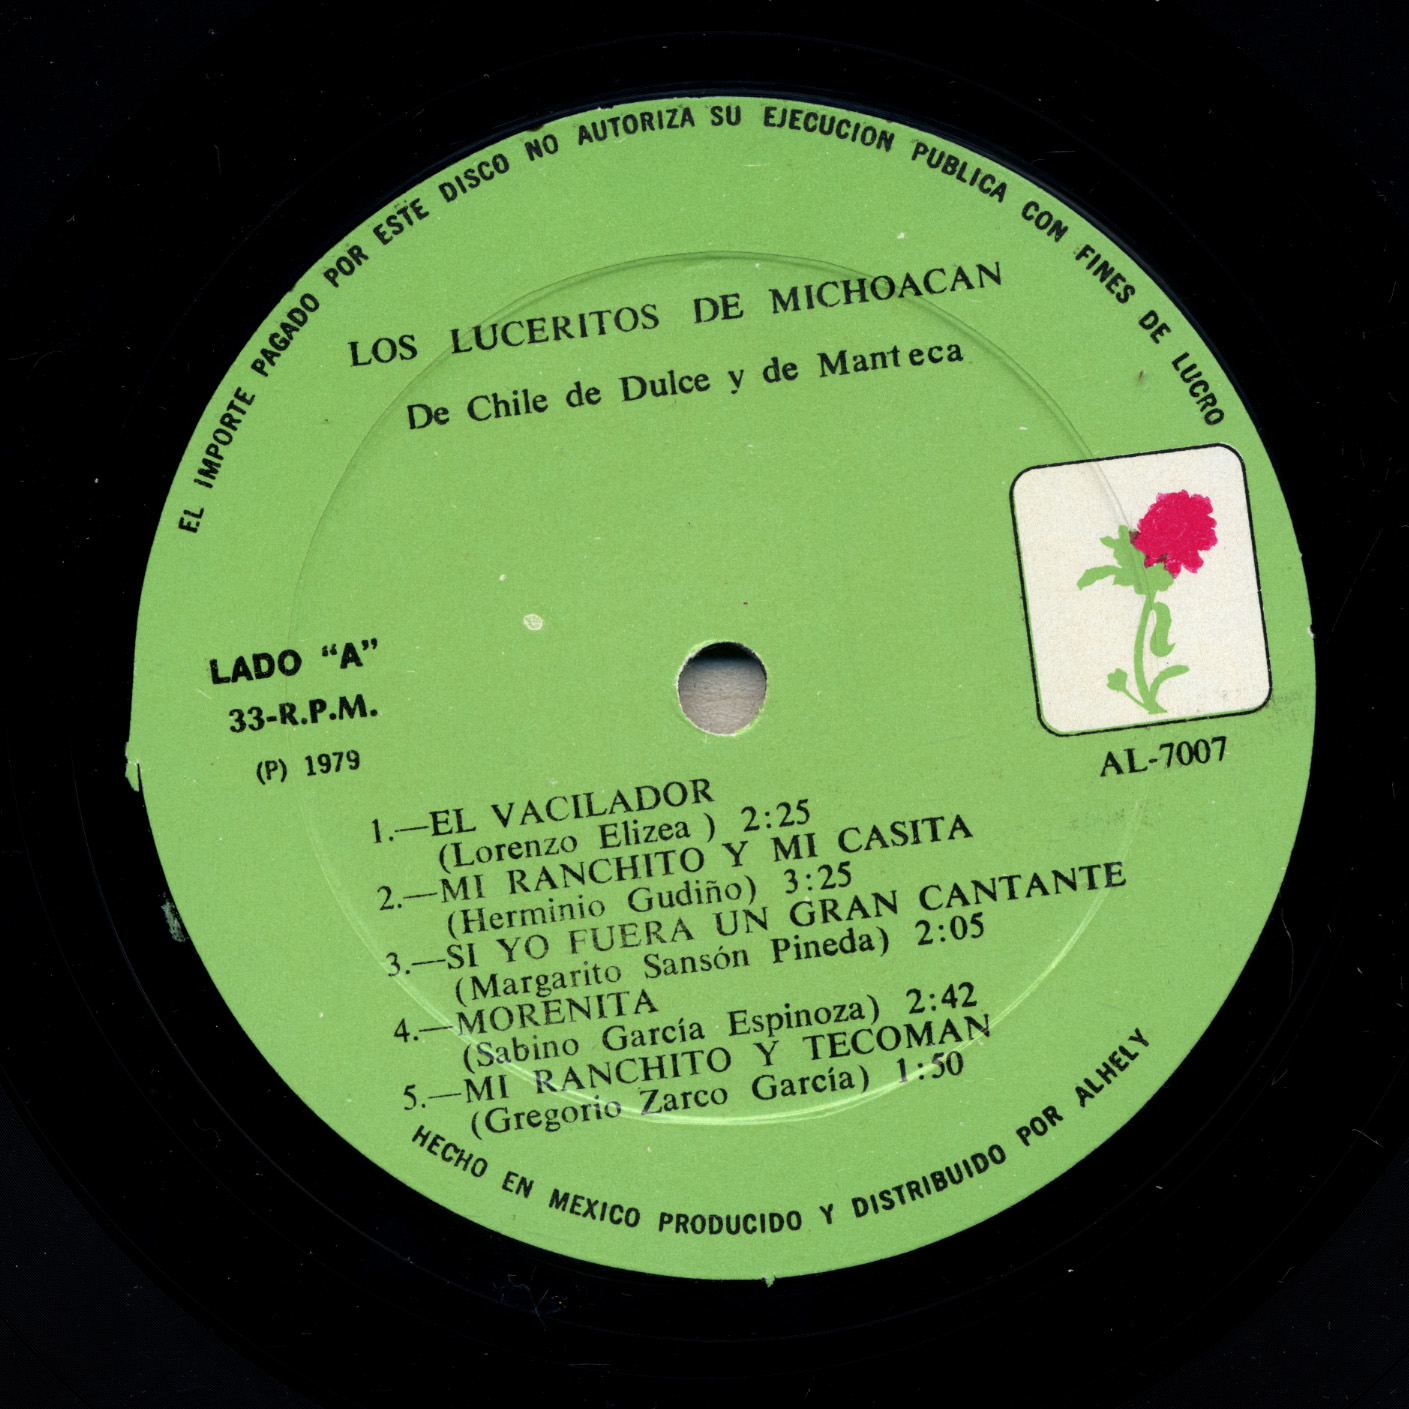 EL IMPORTE PAGADO POR ESTE DISCO NO AUTORIZA SU EJECUCION PUBLICA CON FINES DE LUCRO
LOS LUCERITOS DE MICHOACAN
De Chile de Dulce y de Manteca
LADO "A"
33-R.P.M.
(P) 1979
AL-7007
1.—EL VACILADOR
(Lorenzo Elizea) 2:25
2.—MI RANCHITO Y MI CASITA
(Herminio Gudiño) 3:25
3.—SI YO FUERA UN GRAN CANTANTE
(Margarito Sansón Pineda) 2:05
4.—MORENITA
(Sabino García Espinoza) 2:42
5.—MI RANCHITO Y TECOMAN
(Gregorio Zarco García) 1:50
HECHO EN MEXICO PRODUCIDO Y DISTRIBUIDO POR ALHELY